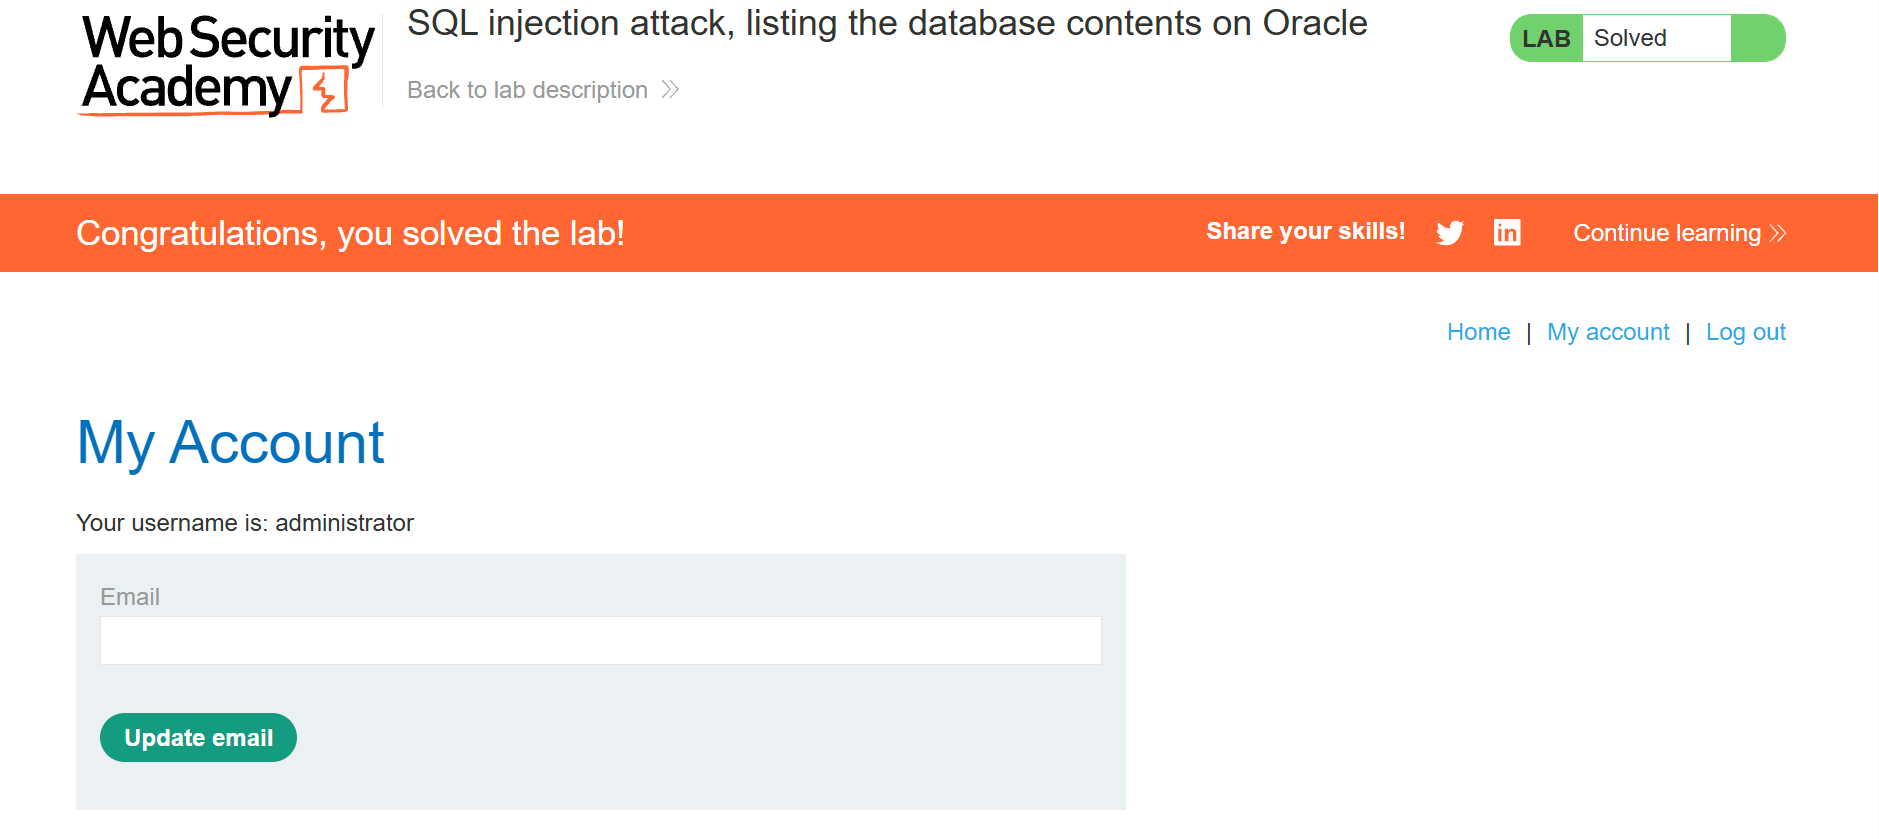 Web Security
Academy
SQL injection attack, listing the database contents on Oracle
Back to lab description
LAB Solved
Congratulations, you solved the lab!
Share your skills!
Continue learning
Home | My account | Log out
My Account
Your username is: administrator
Email
Update email